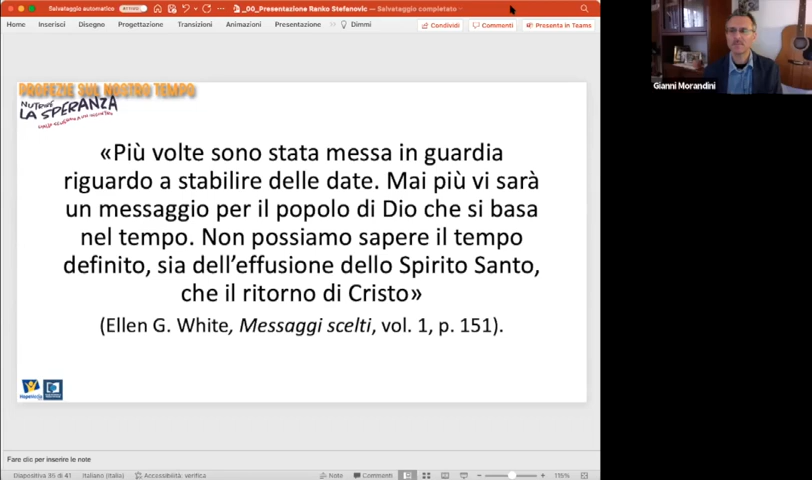 Salvataggio automatico
_00_Presentazione Ranko Stefanovic — Salvataggio completato
Home Inserisci Disegno Progettazione Transizioni Animazioni Presentazione Dimmi
Condividi Commenti Presenta in Teams
Gianni Morandini
PROFEZIE SUL NOSTRO TEMPO
NUTRIRE
LA SPERANZA
«Più volte sono stata messa in guardia
riguardo a stabilire delle date. Mai più vi sarà
un messaggio per il popolo di Dio che si basa
nel tempo. Non possiamo sapere il tempo
definito, sia dell’effusione dello Spirito Santo,
che il ritorno di Cristo»
(Ellen G. White, Messaggi scelti, vol. 1, p. 151).
HopeMedia
Fare clic per inserire le note
Diapositiva 35 di 41 Italiano (Italia) Accessibilità: verifica Note Commenti 115%